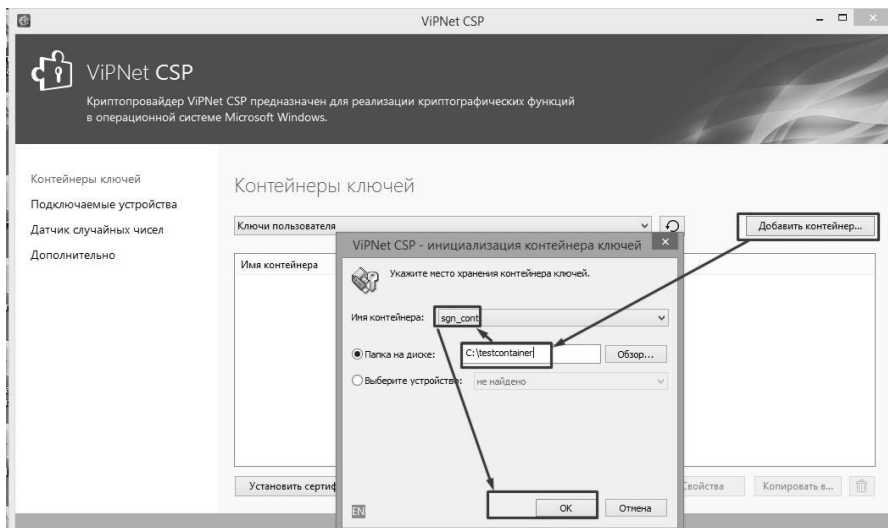 ViPNet CSP
ViPNet CSP
Криптопровайдер ViPNet CSP предназначен для реализации криптографических функций
в операционной системе Microsoft Windows.
Контейнеры ключей
Подключаемые устройства
Датчик случайных чисел
Дополнительно
Контейнеры ключей
Ключи пользователя
Добавить контейнер...
Имя контейнера
ViPNet CSP - инициализация контейнера ключей
Укажите место хранения контейнера ключей.
Имя контейнера:
sgn_cont
Папка на диске:
C:\testcontainer
Обзор...
Выберите устройство:
не найдено
OK
Отмена
EN
Установить сертиф
Свойства
Копировать в...